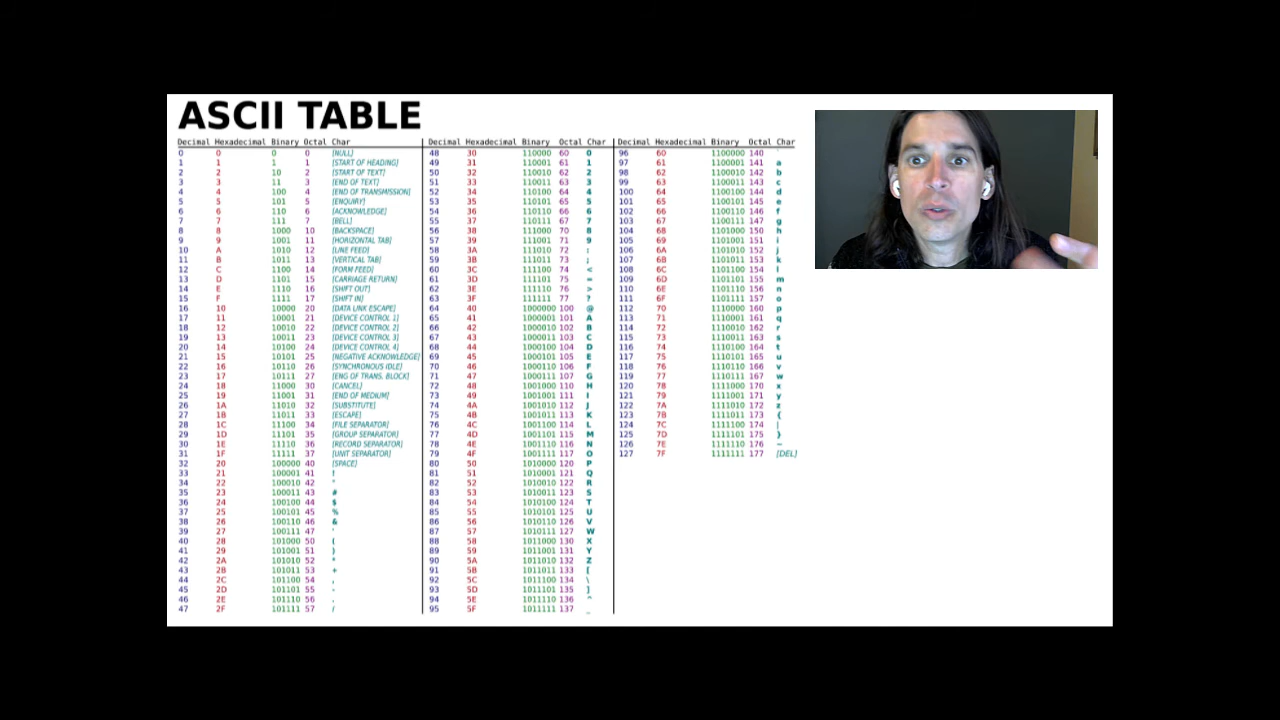 ASCII TABLE
Decimal Hexadecimal Binary Octal Char
0 0 0 0 [NULL]
1 1 1 1 [START OF HEADING]
2 2 10 2 [START OF TEXT]
3 3 11 3 [END OF TEXT]
4 4 100 4 [END OF TRANSMISSION]
5 5 101 5 [ENQUIRY]
6 6 110 6 [ACKNOWLEDGE]
7 7 111 7 [BELL]
8 8 1000 10 [BACKSPACE]
9 9 1001 11 [HORIZONTAL TAB]
10 A 1010 12 [LINE FEED]
11 B 1011 13 [VERTICAL TAB]
12 C 1100 14 [FORM FEED]
13 D 1101 15 [CARRIAGE RETURN]
14 E 1110 16 [SHIFT OUT]
15 F 1111 17 [SHIFT IN]
16 10 10000 20 [DATA LINK ESCAPE]
17 11 10001 21 [DEVICE CONTROL 1]
18 12 10010 22 [DEVICE CONTROL 2]
19 13 10011 23 [DEVICE CONTROL 3]
20 14 10100 24 [DEVICE CONTROL 4]
21 15 10101 25 [NEGATIVE ACKNOWLEDGE]
22 16 10110 26 [SYNCHRONOUS IDLE]
23 17 10111 27 [ENG OF TRANS. BLOCK]
24 18 11000 30 [CANCEL]
25 19 11001 31 [END OF MEDIUM]
26 1A 11010 32 [SUBSTITUTE]
27 1B 11011 33 [ESCAPE]
28 1C 11100 34 [FILE SEPARATOR]
29 1D 11101 35 [GROUP SEPARATOR]
30 1E 11110 36 [RECORD SEPARATOR]
31 1F 11111 37 [UNIT SEPARATOR]
32 20 100000 40 [SPACE]
33 21 100001 41 !
34 22 100010 42 "
35 23 100011 43 #
36 24 100100 44 $
37 25 100101 45 %
38 26 100110 46 &
39 27 100111 47 '
40 28 101000 50 (
41 29 101001 51 )
42 2A 101010 52 *
43 2B 101011 53 +
44 2C 101100 54 ,
45 2D 101101 55 -
46 2E 101110 56 .
47 2F 101111 57 /
Decimal Hexadecimal Binary Octal Char
48 30 110000 60 0
49 31 110001 61 1
50 32 110010 62 2
51 33 110011 63 3
52 34 110100 64 4
53 35 110101 65 5
54 36 110110 66 6
55 37 110111 67 7
56 38 111000 70 8
57 39 111001 71 9
58 3A 111010 72 :
59 3B 111011 73 ;
60 3C 111100 74 <
61 3D 111101 75 =
62 3E 111110 76 >
63 3F 111111 77 ?
64 40 1000000 100 @
65 41 1000001 101 A
66 42 1000010 102 B
67 43 1000011 103 C
68 44 1000100 104 D
69 45 1000101 105 E
70 46 1000110 106 F
71 47 1000111 107 G
72 48 1001000 110 H
73 49 1001001 111 I
74 4A 1001010 112 J
75 4B 1001011 113 K
76 4C 1001100 114 L
77 4D 1001101 115 M
78 4E 1001110 116 N
79 4F 1001111 117 O
80 50 1010000 120 P
81 51 1010001 121 Q
82 52 1010010 122 R
83 53 1010011 123 S
84 54 1010100 124 T
85 55 1010101 125 U
86 56 1010110 126 V
87 57 1010111 127 W
88 58 1011000 130 X
89 59 1011001 131 Y
90 5A 1011010 132 Z
91 5B 1011011 133 [
92 5C 1011100 134 \
93 5D 1011101 135 ]
94 5E 1011110 136 ^
95 5F 1011111 137 _
Decimal Hexadecimal Binary Octal Char
96 60 1100000 140 `
97 61 1100001 141 a
98 62 1100010 142 b
99 63 1100011 143 c
100 64 1100100 144 d
101 65 1100101 145 e
102 66 1100110 146 f
103 67 1100111 147 g
104 68 1101000 150 h
105 69 1101001 151 i
106 6A 1101010 152 j
107 6B 1101011 153 k
108 6C 1101100 154 l
109 6D 1101101 155 m
110 6E 1101110 156 n
111 6F 1101111 157 o
112 70 1110000 160 p
113 71 1110001 161 q
114 72 1110010 162 r
115 73 1110011 163 s
116 74 1110100 164 t
117 75 1110101 165 u
118 76 1110110 166 v
119 77 1110111 167 w
120 78 1111000 170 x
121 79 1111001 171 y
122 7A 1111010 172 z
123 7B 1111011 173 {
124 7C 1111100 174 |
125 7D 1111101 175 }
126 7E 1111110 176 ~
127 7F 1111111 177 [DEL]